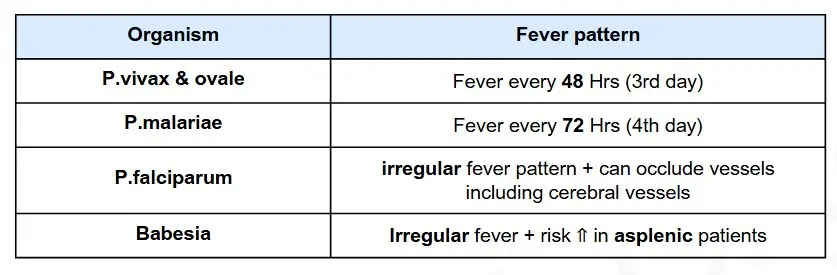 Organism Fever pattern
P.vivax & ovale Fever every 48 Hrs (3rd day)
P.malariae Fever every 72 Hrs (4th day)
P.falciparum irregular fever pattern + can occlude vessels
including cerebral vessels
Babesia Irregular fever + risk ⇑ in asplenic patients